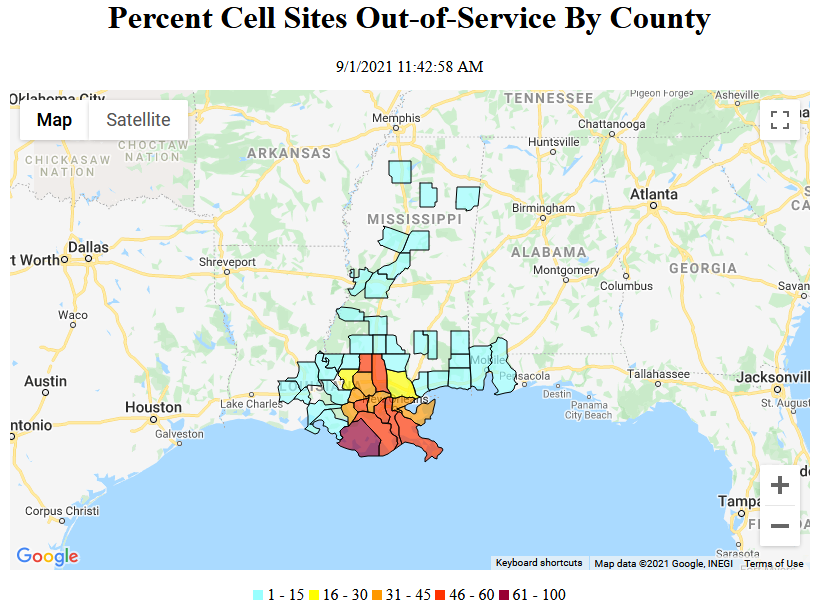 Percent Cell Sites Out-of-Service By County
9/1/2021 11:42:58 AM
Oklahoma City
Map
Satellite
TENNESSEE
Pigeon Forges
Asheville
Memphis
Chattanooga
CHOCTAW
NATION
CHICKASAW
NATION
ARKANSAS
Huntsville
Atlanta
Birmingham
MISSISSIPPI
Dallas
t Worth
Shreveport
ALABAMA
Montgomery
GEORGIA
Columbus
Savan
Waco
Mobile
Pensacola
Tallahassee
Jacksonvill
Austin
Destin
Panama
City Beach
St. August
Lake Charles
Houston
Galveston
ntonio
Corpus Christi
Tampa
Sarasota
Google
Keyboard shortcuts
Map data ©2021 Google, INEGI
Terms of Use
1 - 15
16 - 30
31 - 45
46 - 60
61 - 100